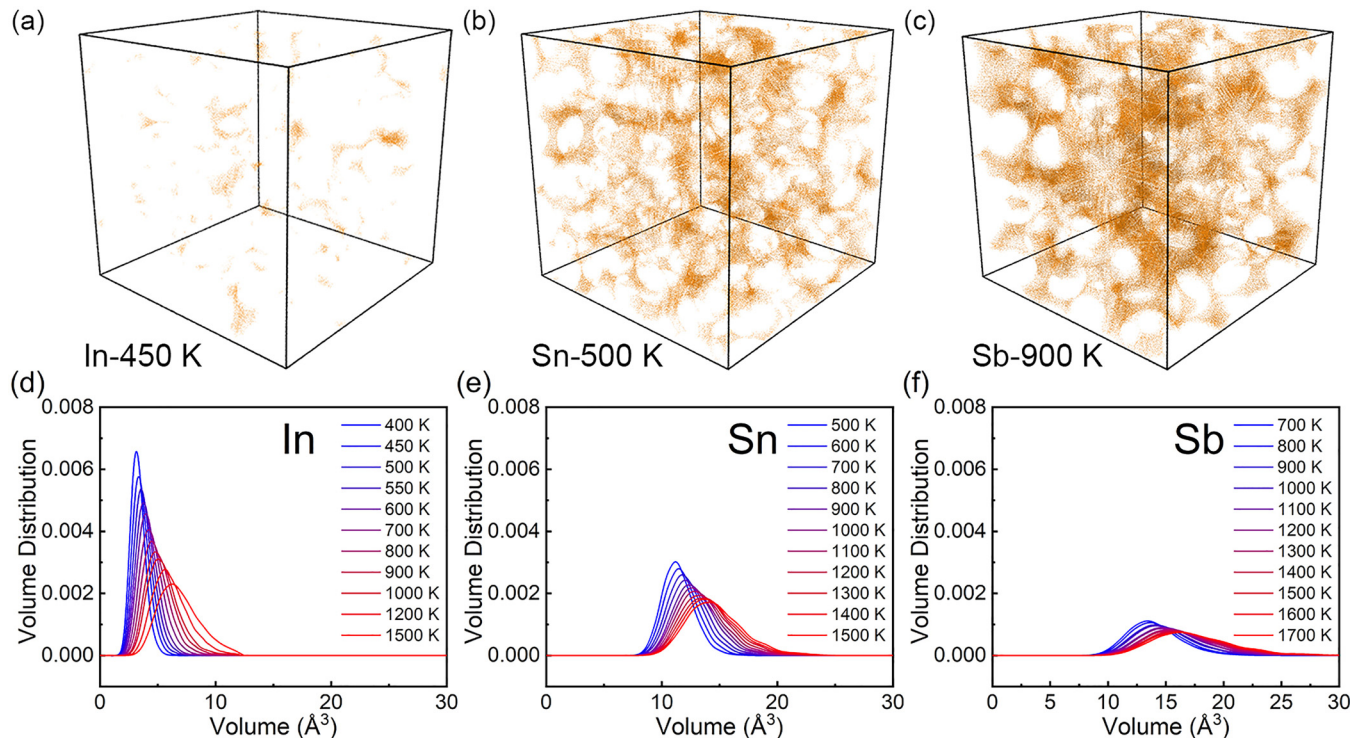 (a)
(b)
(c)
In-450 K
Sn-500 K
Sb-900 K
(d)
Volume Distribution
0.008
0.006
0.004
0.002
0.000
In
400 K
450 K
500 K
550 K
600 K
700 K
800 K
900 K
1000 K
1200 K
1500 K
0
10
20
30
Volume (Å³)
(e)
Volume Distribution
0.008
0.006
0.004
0.002
0.000
Sn
500 K
600 K
700 K
800 K
900 K
1000 K
1100 K
1200 K
1300 K
1400 K
1500 K
0
10
20
30
Volume (Å³)
(f)
Volume Distribution
0.008
0.006
0.004
0.002
0.000
Sb
700 K
800 K
900 K
1000 K
1100 K
1200 K
1300 K
1400 K
1500 K
1600 K
1700 K
0
5
10
15
20
25
30
Volume (Å³)